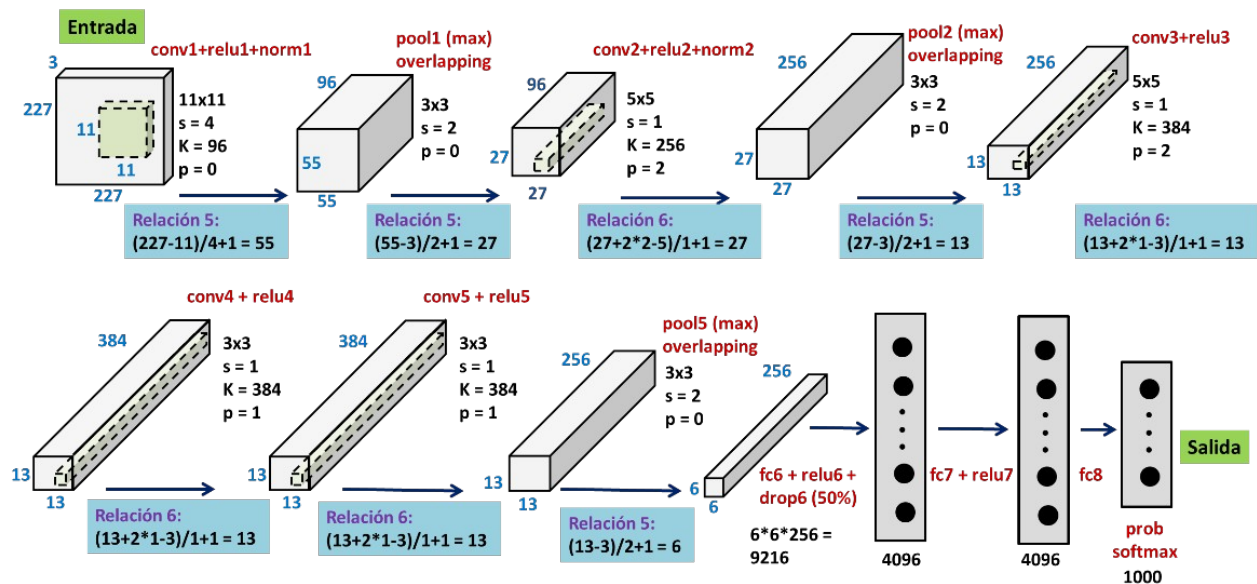 Entrada
3
227
11
11
227
conv1+relu1+norm1
11x11
s = 4
K = 96
p = 0
Relación 5:
(227-11)/4+1 = 55
96
55
55
pool1 (max)
overlapping
3x3
s = 2
p = 0
Relación 5:
(55-3)/2+1 = 27
96
27
27
conv2+relu2+norm2
5x5
s = 1
K = 256
p = 2
Relación 6:
(27+2*2-5)/1+1 = 27
256
27
27
pool2 (max)
overlapping
3x3
s = 2
p = 0
Relación 5:
(27-3)/2+1 = 13
256
13
13
conv3+relu3
5x5
s = 1
K = 384
p = 2
Relación 6:
(13+2*1-3)/1+1 = 13
384
13
13
conv4 + relu4
3x3
s = 1
K = 384
p = 1
Relación 6:
(13+2*1-3)/1+1 = 13
384
13
13
conv5 + relu5
3x3
s = 1
K = 384
p = 1
Relación 6:
(13+2*1-3)/1+1 = 13
256
13
13
pool5 (max)
overlapping
3x3
s = 2
p = 0
Relación 5:
(13-3)/2+1 = 6
256
6
6
fc6 + relu6 +
drop6 (50%)
6*6*256 =
9216
4096
fc7 + relu7
4096
fc8
prob
softmax
1000
Salida